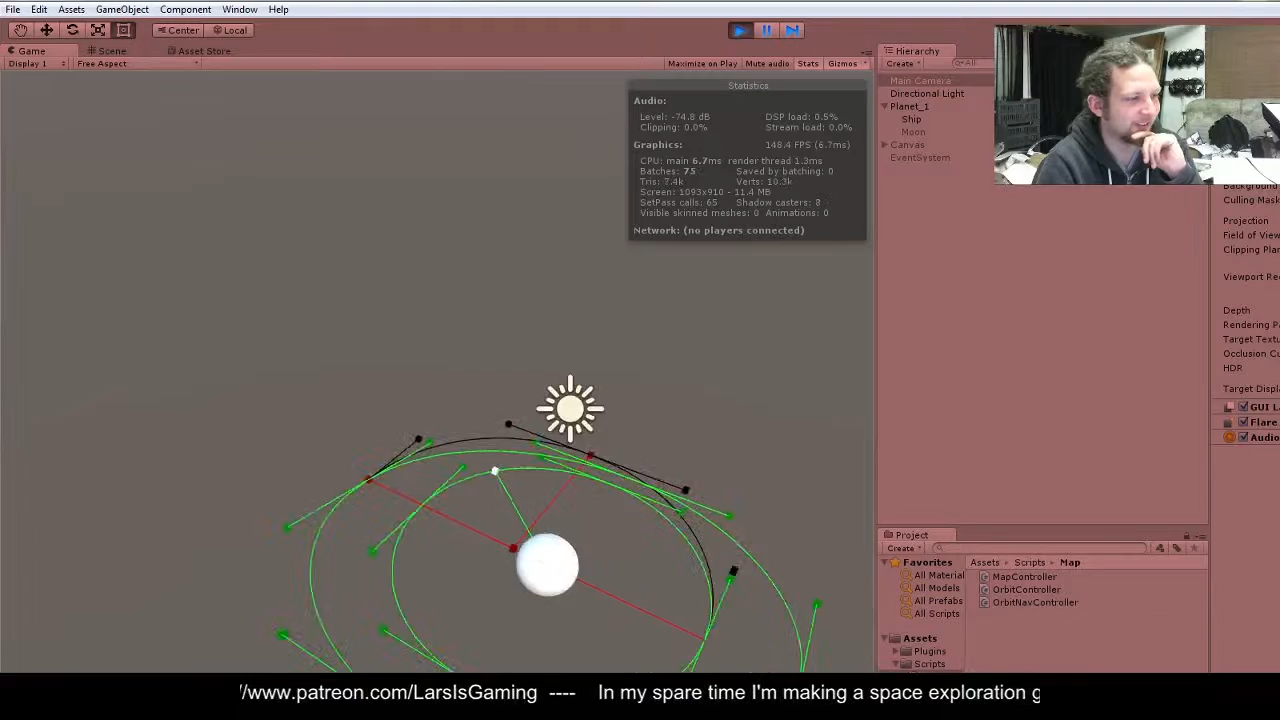 File Edit Assets GameObject Component Window Help
Center Local
Game Scene Asset Store
Display 1 Free Aspect Maximize on Play Mute audio Stats Gizmos
Statistics
Audio:
Level: -74.8 dB DSP load: 0.5%
Clipping: 0.0% Stream load: 0.0%
Graphics: 148.4 FPS (6.7ms)
CPU: main 6.7ms render thread 1.3ms
Batches: 75 Saved by batching: 0
Tris: 7.4k Verts: 10.3k
Screen: 1093x910 - 11.4 MB
SetPass calls: 65 Shadow casters: 8
Visible skinned meshes: 0 Animations: 0
Network: (no players connected)
Hierarchy
Create All
Main Camera
Directional Light
Planet_1
Ship
Moon
Canvas
EventSystem
Culling Mask
Projection
Field of View
Clipping Plan
Viewport Re
Depth
Rendering Pa
Target Textu
Occlusion Cu
HDR
Target Displa
GUI La
Flare
Audio
Project
Create
Favorites
All Material
All Models
All Prefabs
All Scripts
Assets
Plugins
Scripts
Assets Scripts Map
MapController
OrbitController
OrbitNavController
//www.patreon.com/LarsIsGaming ---- In my spare time I'm making a space exploration g